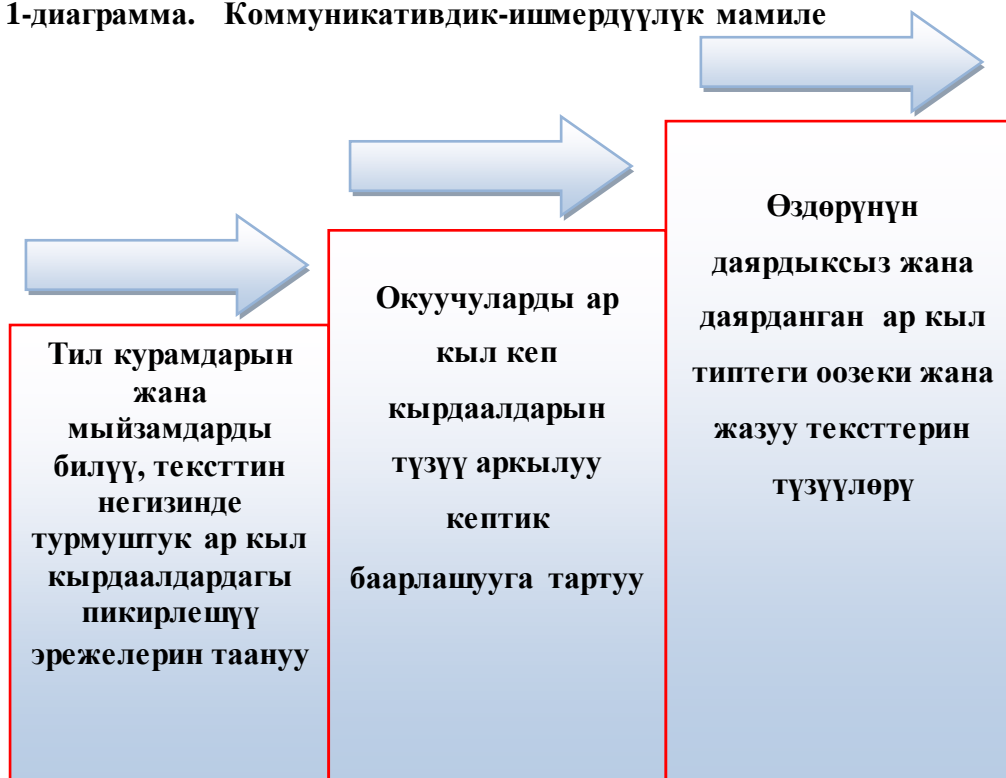 1-диаграмма. Коммуникативдик-ишмердүүлүк мамиле
Тил курамдарын
жана
мыйзамдарды
билүү, тексттин
негизинде
турмуштук ар кыл
кырдаалдардагы
пикирлешүү
эрежелерин таануу
Окуучуларды ар
кыл кеп
кырдаалдарын
түзүү аркылуу
кептик
баарлашууга тартуу
Өздөрүнүн
даярдыксыз жана
даярданган ар кыл
типтеги оозеки жана
жазуу тексттерин
түзүүлөрү